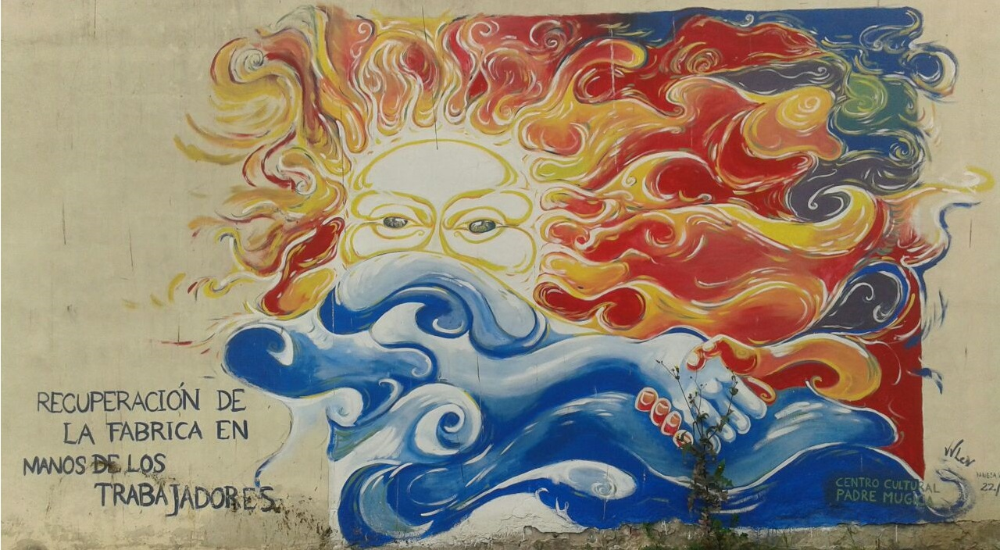 RECUPERACIÓN DE
LA FABRICA EN
MANOS DE LOS
TRABAJADORES.
CENTRO CULTURAL
PADRE MUGICA